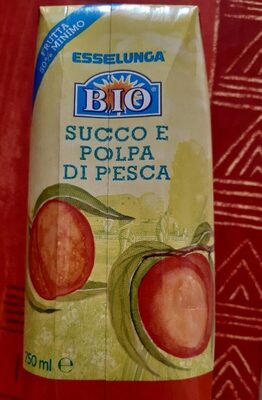 FRUTTA
50% MINIMO
ESSELUNGA
BIO
SUCCO E
POLPA
DI PESCA
750 ml e